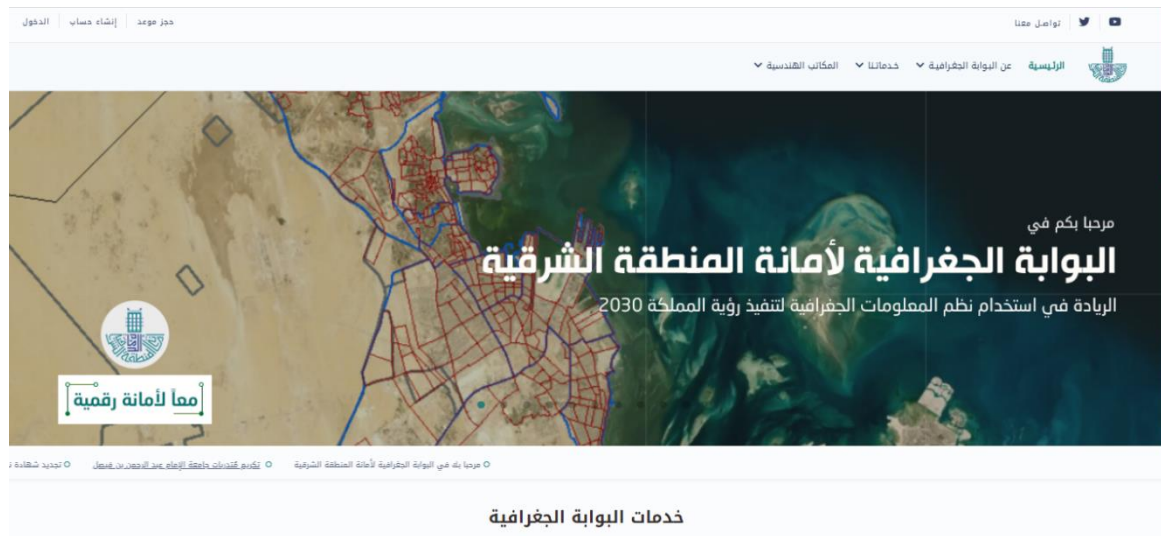 تواصل معنا
حجز موعد
إنشاء حساب
الدخول
الرئيسية
عن البوابة الجغرافية
خدماتنا
المكاتب الهندسية
مرحبا بكم في
البوابة الجغرافية لأمانة المنطقة الشرقية
الريادة في استخدام نظم المعلومات الجغرافية لتنفيذ رؤية المملكة 2030
معاً لأمانة رقمية
مرحبا بك في البوابة الجغرافية لأمانة المنطقة الشرقية
تكريم متدربات جامعة الإمام عبد الرحمن بن فيصل
تجديد شهادة
خدمات البوابة الجغرافية